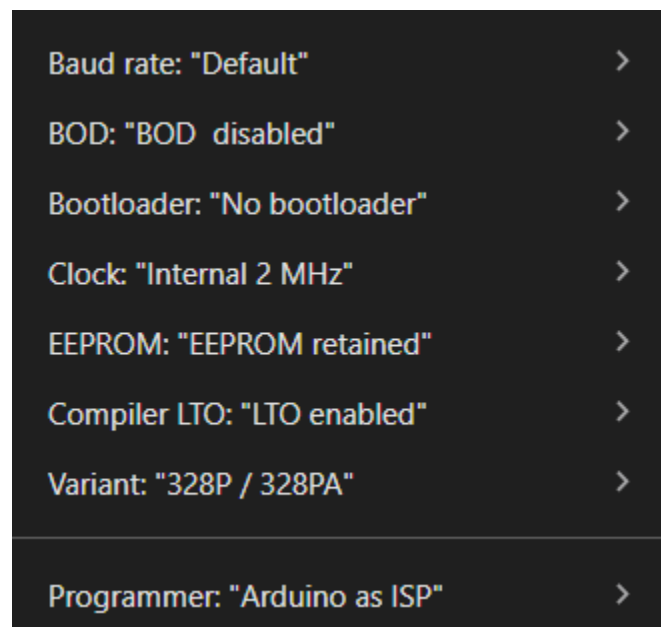 Baud rate: "Default"
BOD: "BOD  disabled"
Bootloader: "No bootloader"
Clock: "Internal 2 MHz"
EEPROM: "EEPROM retained"
Compiler LTO: "LTO enabled"
Variant: "328P / 328PA"
Programmer: "Arduino as ISP"